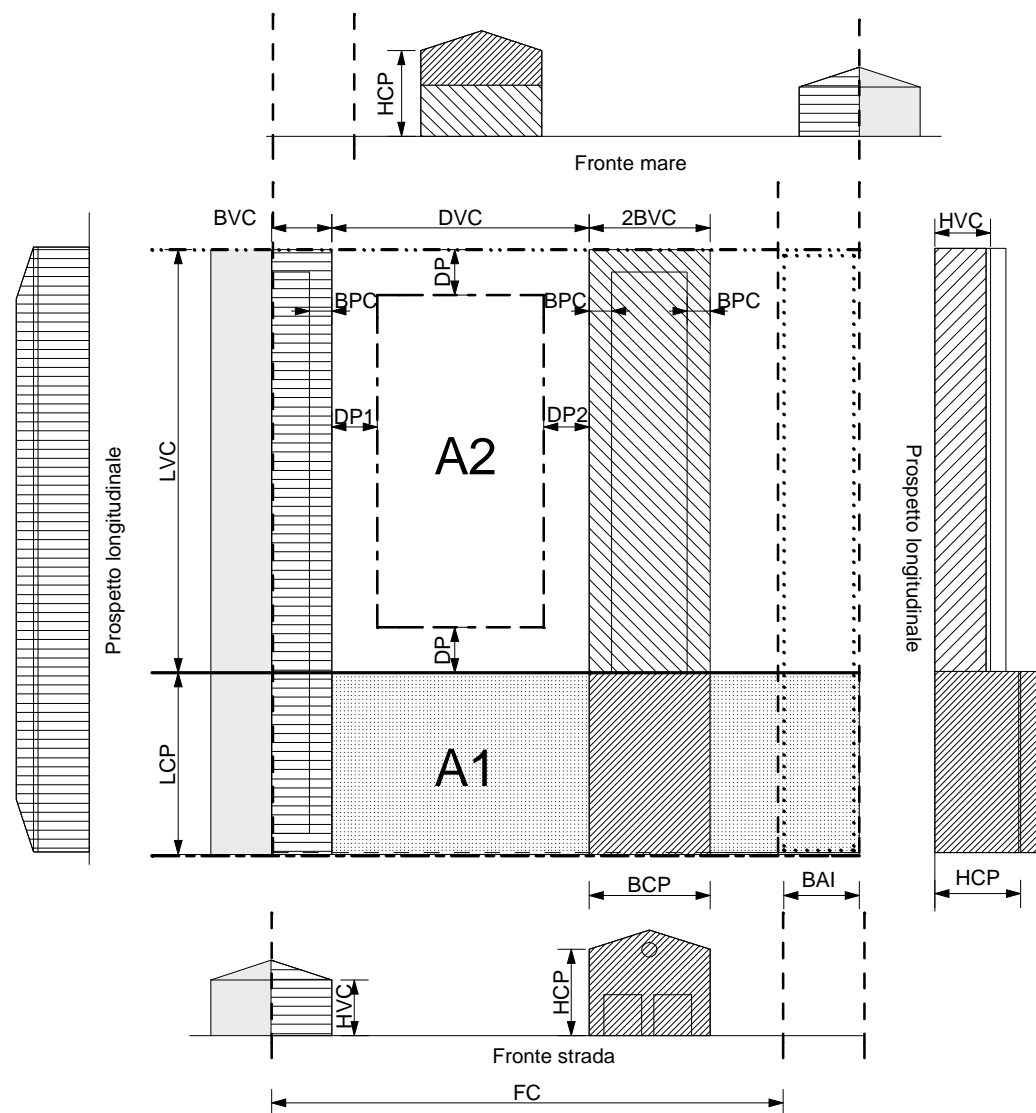 HCP
Fronte mare
BVC
DVC
2BVC
HVC
DP
BPC
BPC
BPC
DP1
DP2
A2
LVC
Prospetto longitudinale
Prospetto longitudinale
DP
A1
LCP
BCP
BAI
HCP
HVC
HCP
Fronte strada
FC